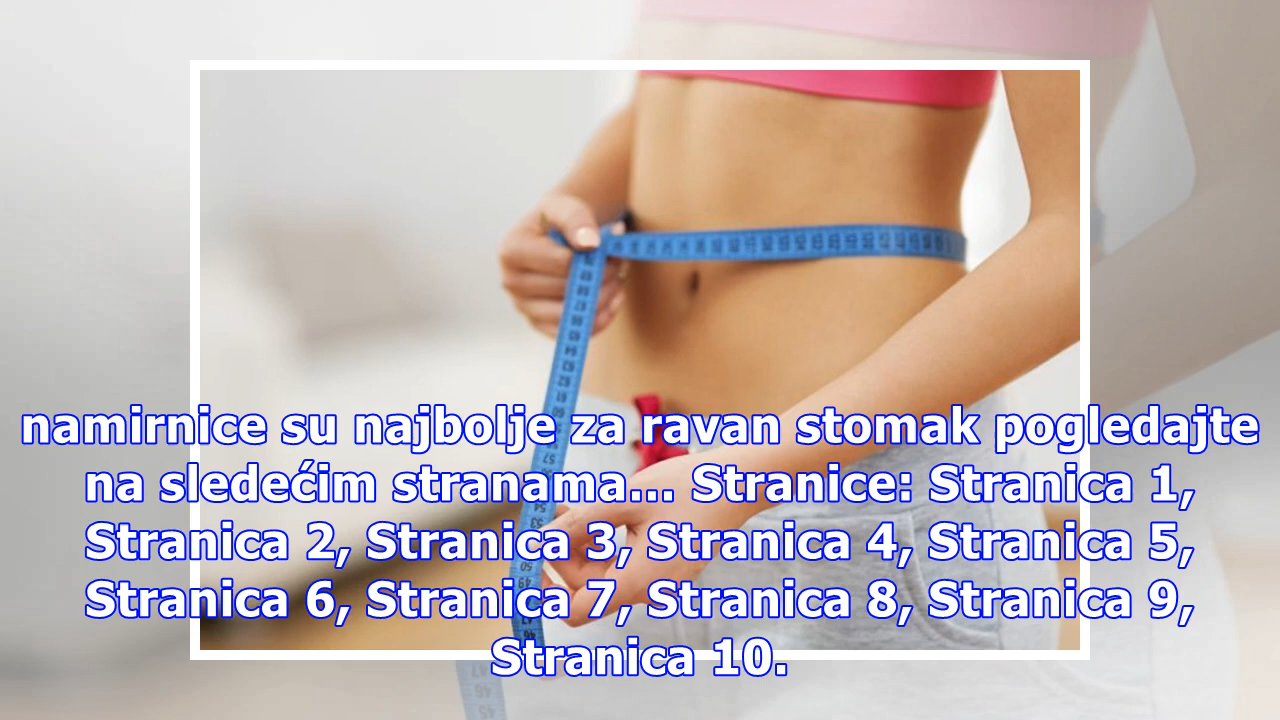 namirnice su najbolje za ravan stomak pogledajte
na sledećim stranama... Stranice: Stranica 1,
Stranica 2, Stranica 3, Stranica 4, Stranica 5,
Stranica 6, Stranica 7, Stranica 8, Stranica 9,
Stranica 10.